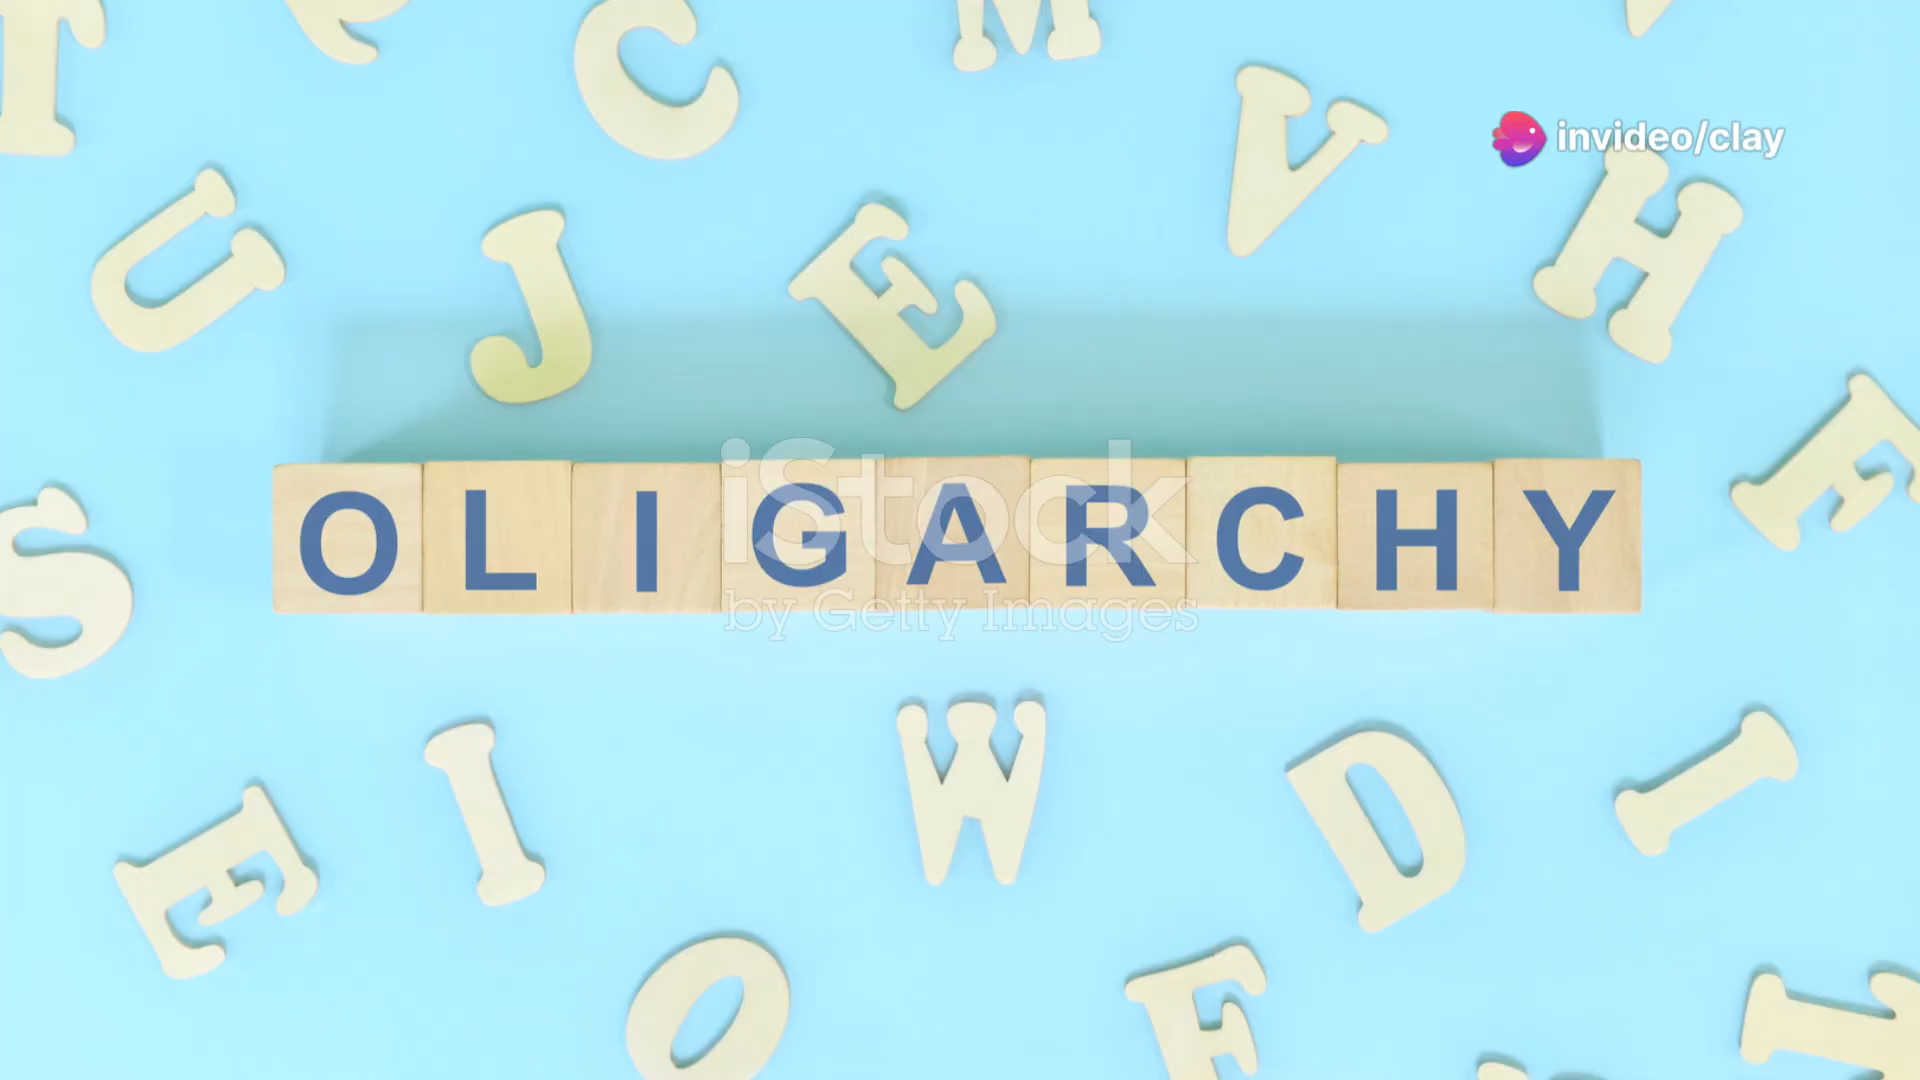 T
C
M
V
invideo/clay
U
J
E
H
F
OLIGARCHY
iStock
by Getty Images
S
E
I
W
D
I
O
F